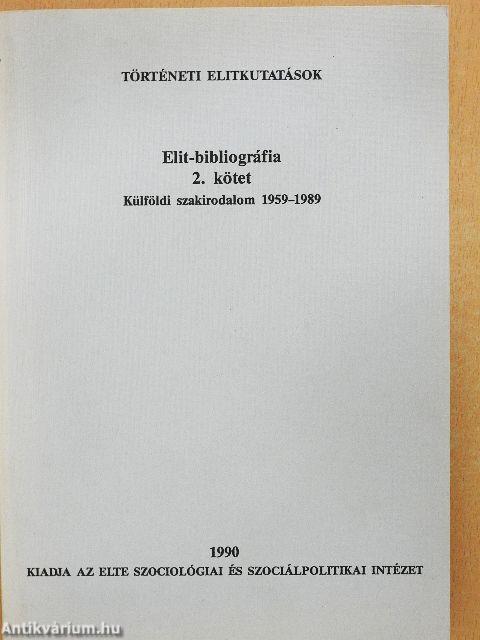 TÖRTÉNETI ELITKUTATÁSOK
Elit-bibliográfia
2. kötet
Külföldi szakirodalom 1959–1989
1990
KIADJA AZ ELTE SZOCIOLÓGIAI ÉS SZOCIÁLPOLITIKAI INTÉZET
Antikvárium.hu